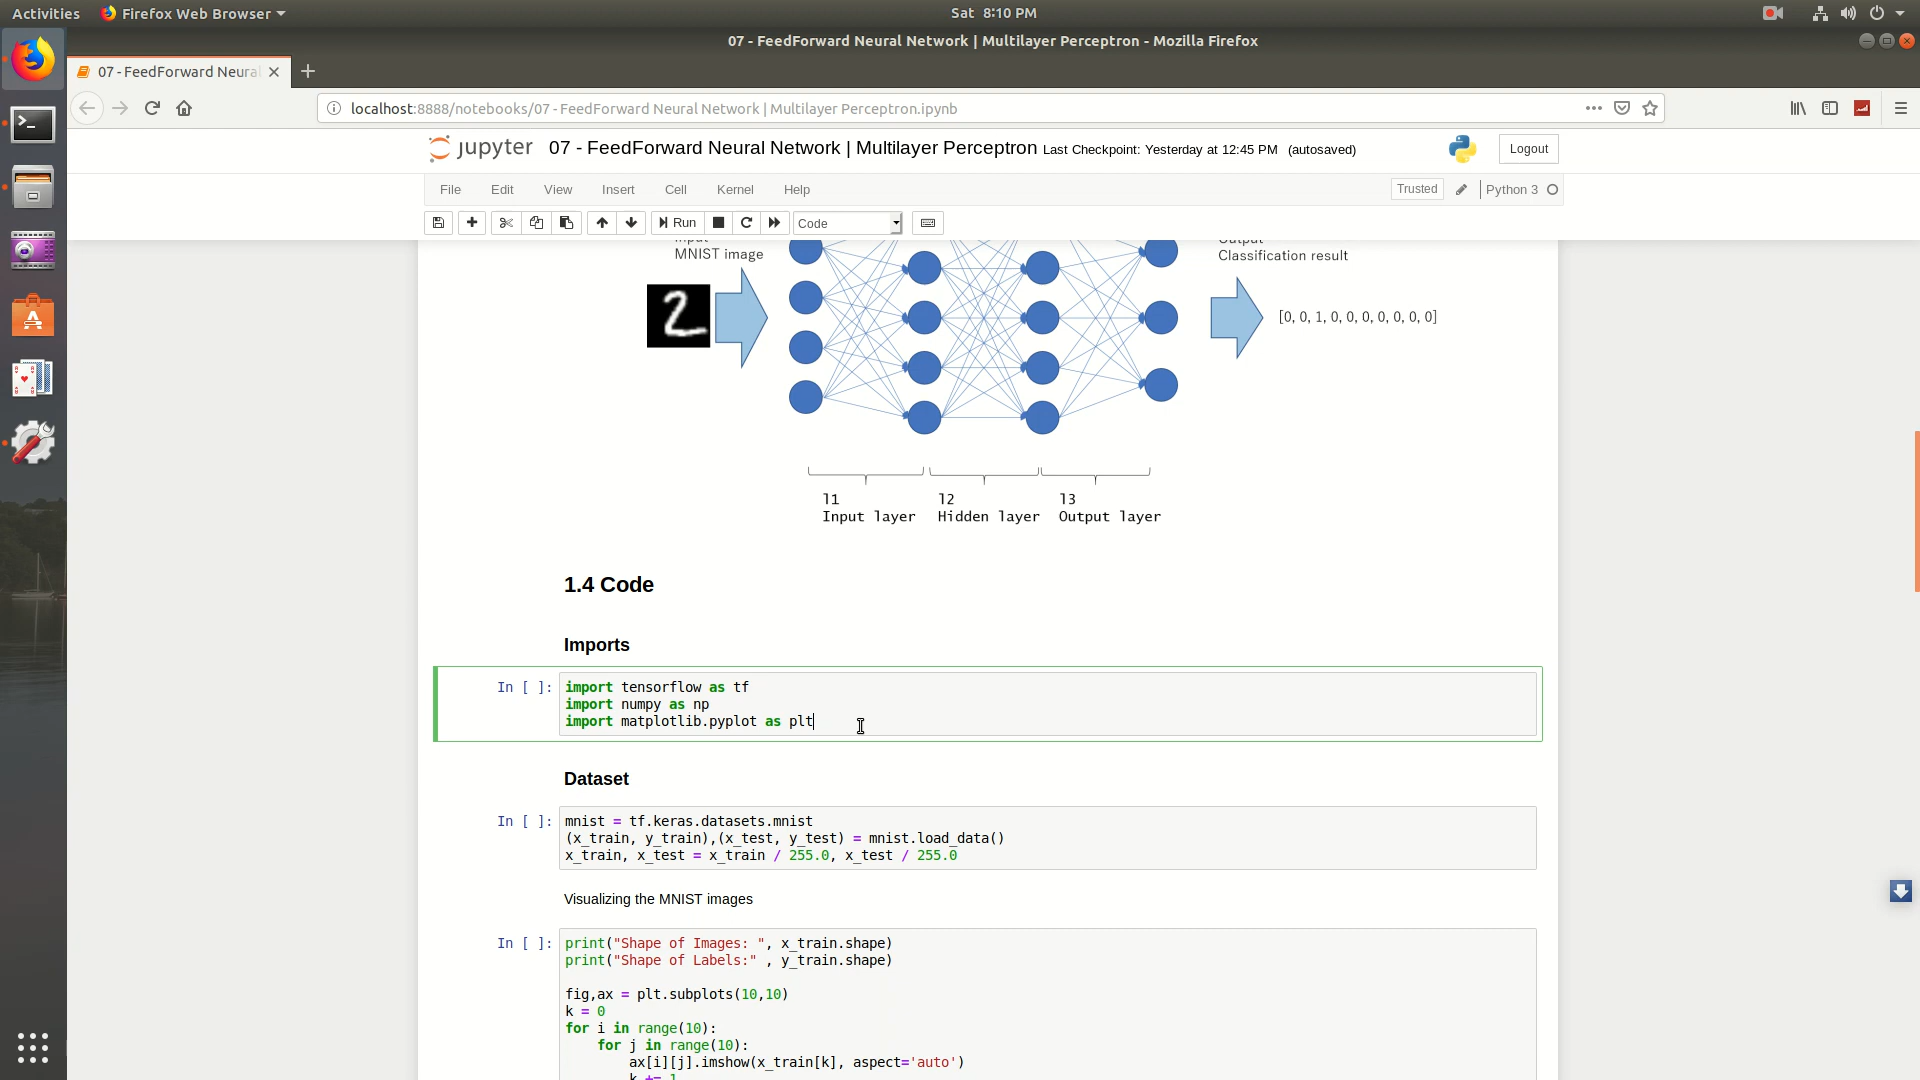 Activities
Firefox Web Browser
Sat 8:10 PM
07 - FeedForward Neural Network | Multilayer Perceptron - Mozilla Firefox
07 - FeedForward Neural
localhost:8888/notebooks/07 - FeedForward Neural Network | Multilayer Perceptron.ipynb
jupyter 07 - FeedForward Neural Network | Multilayer Perceptron Last Checkpoint: Yesterday at 12:45 PM (autosaved)
Logout
File Edit View Insert Cell Kernel Help
Trusted
Python 3
Run
Code
Input
MNIST image
Output
Classification result
2
[0, 0, 1, 0, 0, 0, 0, 0, 0, 0]
l1
Input layer
l2
Hidden layer
l3
Output layer
1.4 Code
Imports
In [ ]:
import tensorflow as tf
import numpy as np
import matplotlib.pyplot as plt
Dataset
In [ ]:
mnist = tf.keras.datasets.mnist
(x_train, y_train),(x_test, y_test) = mnist.load_data()
x_train, x_test = x_train / 255.0, x_test / 255.0
Visualizing the MNIST images
In [ ]:
print("Shape of Images: ", x_train.shape)
print("Shape of Labels:" , y_train.shape)
fig,ax = plt.subplots(10,10)
k = 0
for i in range(10):
for j in range(10):
ax[i][j].imshow(x_train[k], aspect='auto')
k += 1